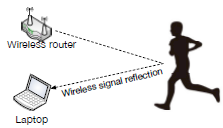 Wireless router
Wireless signal reflection
Laptop